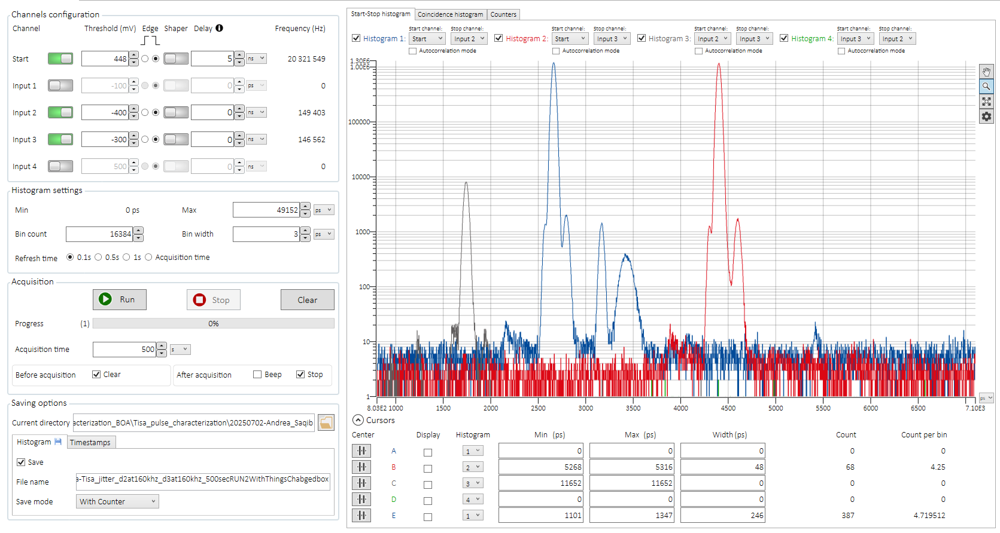 Channels configuration
Channel Threshold (mV) Edge Shaper Delay Frequency (Hz)
Start 448 5 ns 20 321 549
Input 1 -100 0 ps 0
Input 2 -400 0 ns 149 403
Input 3 -300 0 ns 146 562
Input 4 500 0 ns 0
Histogram settings
Min 0 ps Max 49152 ps
Bin count 16384 Bin width 3 ps
Refresh time 0.1s 0.5s 1s Acquisition time
Acquisition
Run Stop Clear
Progress (1) 0%
Acquisition time 500 s
Before acquisition Clear After acquisition Beep Stop
Saving options
Current directory acterization_BOA\Tisa_pulse_characterization\20250702-Andrea_Saqib
Histogram Timestamps
Save
File name a-Tisa_jitter_d2at160khz_d3at160khz_500secRUN2WithThingsChabgedbox
Save mode With Counter
Start-Stop histogram Coincidence histogram Counters
Start channel: Stop channel: Start channel: Stop channel: Start channel: Stop channel: Start channel: Stop channel:
Histogram 1: Start Input 2 Histogram 2: Start Input 3 Histogram 3: Input 2 Input 3 Histogram 4: Input 3 Input 2
Autocorrelation mode Autocorrelation mode Autocorrelation mode Autocorrelation mode
1.30E6
1.00E6
100000
10000
1000
100
10
1
8.03E2 1000 1500 2000 2500 3000 3500 4000 4500 5000 5500 6000 6500 7.10E3
ps
Cursors
Center Display Histogram Min (ps) Max (ps) Width (ps) Count Count per bin
A 1 0 0 0 0 0
B 2 5268 5316 48 68 4.25
C 3 11652 11652 0 0 0
D 4 0 0 0 0 0
E 1 1101 1347 246 387 4.719512